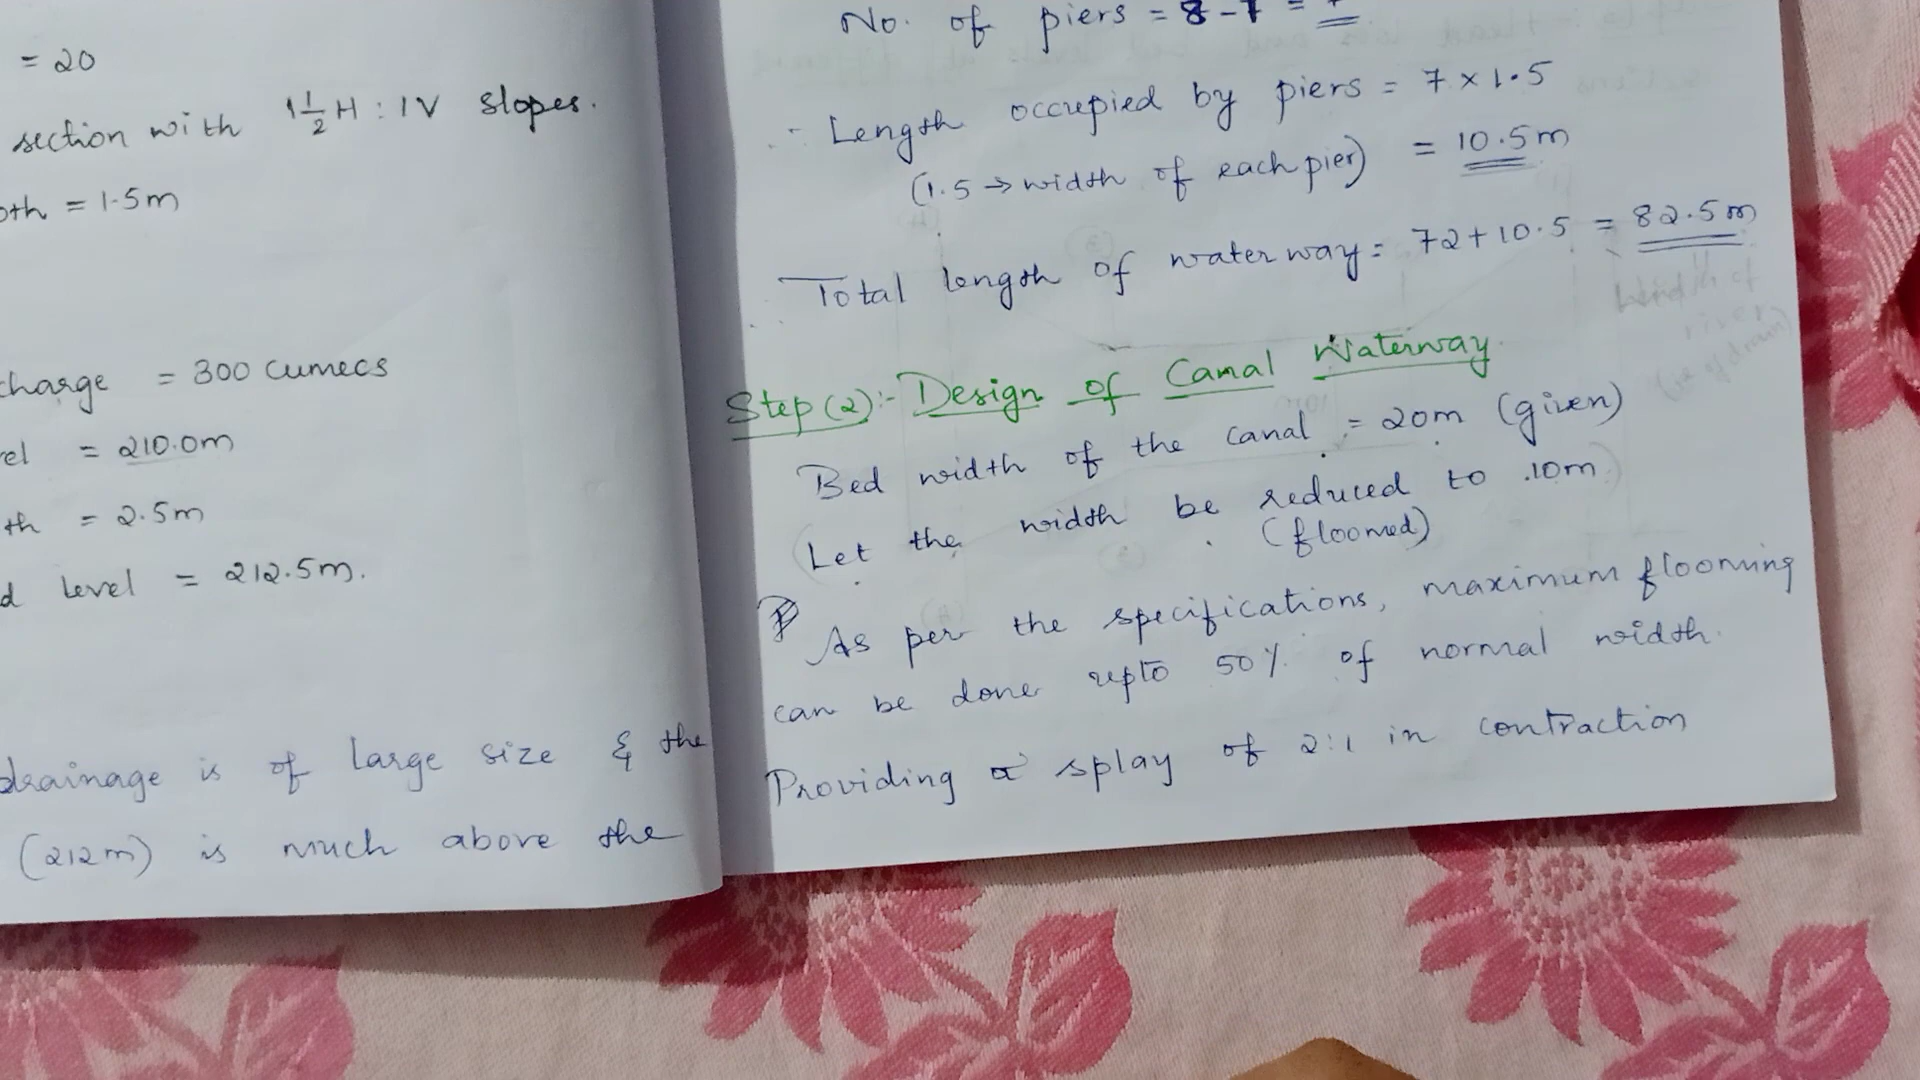 = 20
section with 1 1/2 H : 1V slopes.
oth = 1.5m
charge = 300 cumecs
el = 210.0m
th = 2.5m
d level = 212.5m.
drainage is of large size & the
(212m) is much above the
No. of piers = 8-1 =
Length occupied by piers = 7 x 1.5
(1.5 → width of each pier) = 10.5m
Total length of water way = 72 + 10.5 = 82.5m
Step (2):- Design of Canal Waterway
Bed width of the canal = 20m (given)
Let the width be reduced to 10m
(floomed)
As per the specifications, maximum flooming
can be done upto 50% of normal width.
Providing a splay of 2:1 in contraction